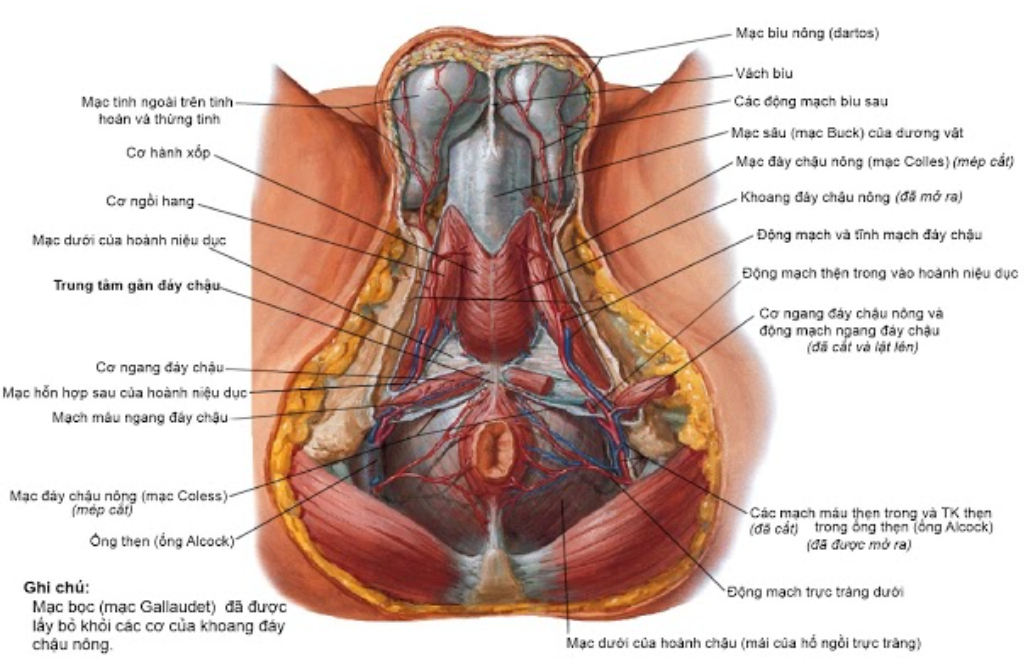 Mạc bìu nông (dartos)
Vách bìu
Mạc tinh ngoài trên tinh
hoàn và thừng tinh
Các động mạch bìu sau
Mạc sâu (mạc Buck) của dương vật
Cơ hành xốp
Mạc đáy chậu nông (mạc Colles) (mép cắt)
Cơ ngồi hang
Khoang đáy chậu nông (đã mở ra)
Mạc dưới của hoành niệu dục
Động mạch và tĩnh mạch đáy chậu
Động mạch thẹn trong vào hoành niệu dục
Trung tâm gân đáy chậu
Cơ ngang đáy chậu nông và
động mạch ngang đáy chậu
(đã cắt và lật lên)
Cơ ngang đáy chậu
Mạc hỗn hợp sau của hoành niệu dục
Mạch máu ngang đáy chậu
Mạc đáy chậu nông (mạc Coless)
(mép cắt)
Các mạch máu thẹn trong và TK thẹn
(đã cắt) trong ống thẹn (ống Alcock)
(đã được mở ra)
Ống thẹn (ống Alcock)
Động mạch trực tràng dưới
Ghi chú:
Mạc bọc (mạc Gallaudet) đã được
lấy bỏ khỏi các cơ của khoang đáy
chậu nông.
Mạc dưới của hoành chậu (mái của hố ngồi trực tràng)